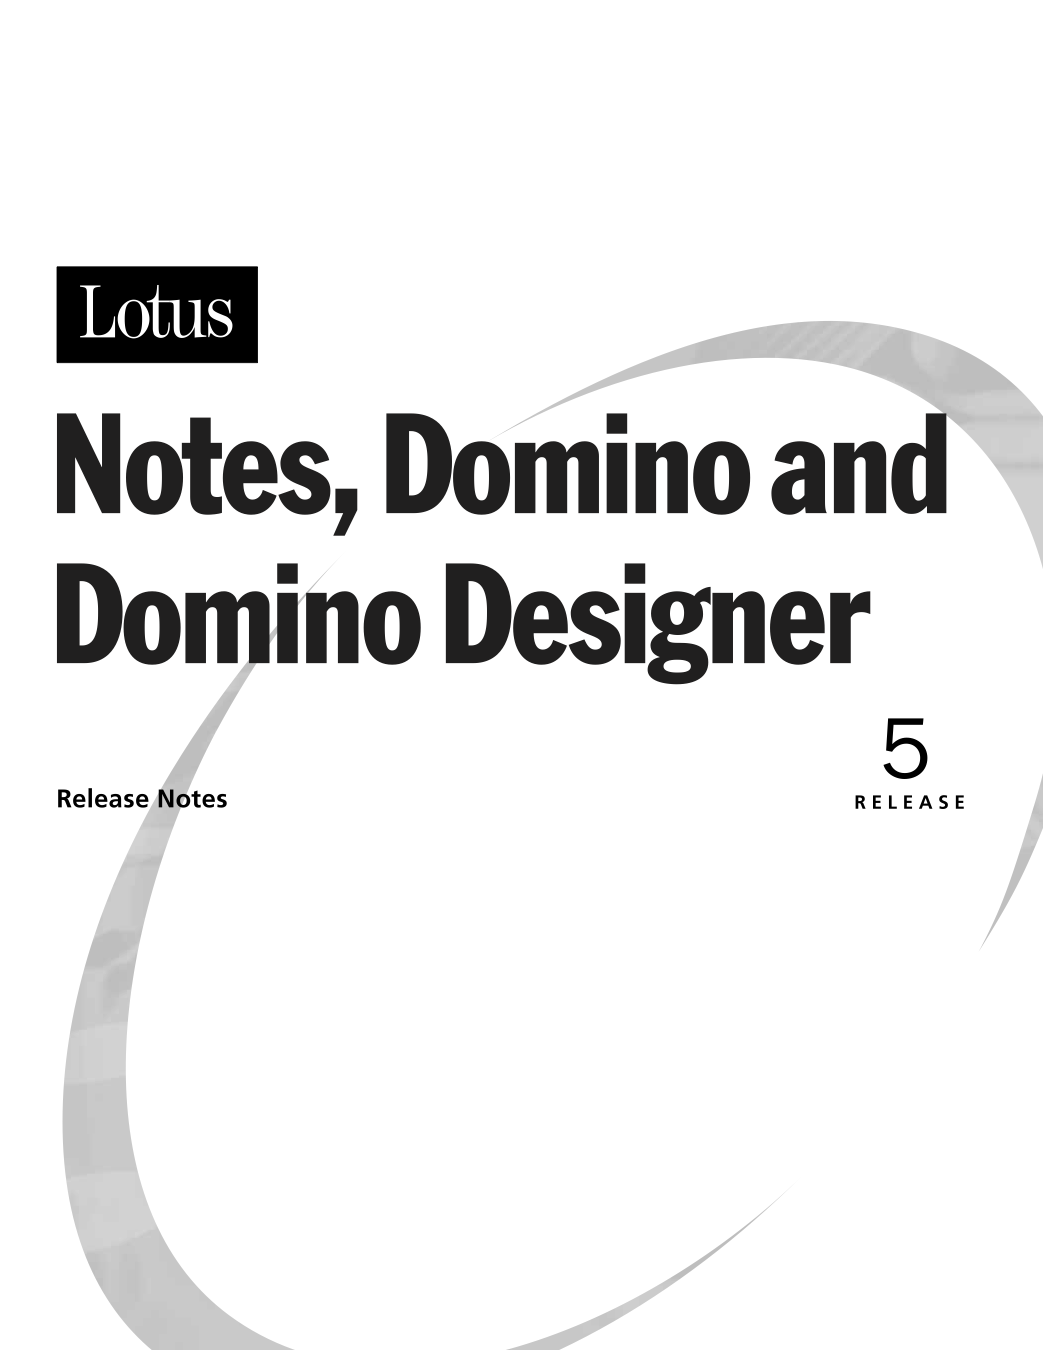 Lotus
Notes, Domino and
Domino Designer
5
Release Notes
RELEASE